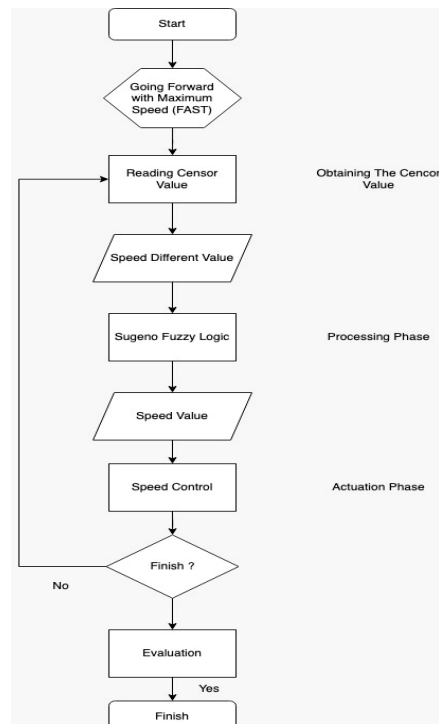 Start
Going Forward
with Maximum
Speed (FAST)
Reading Censor
Value
Obtaining The Cencor
Value
Speed Different Value
Sugeno Fuzzy Logic
Processing Phase
Speed Value
Speed Control
Actuation Phase
Finish ?
No
Evaluation
Yes
Finish